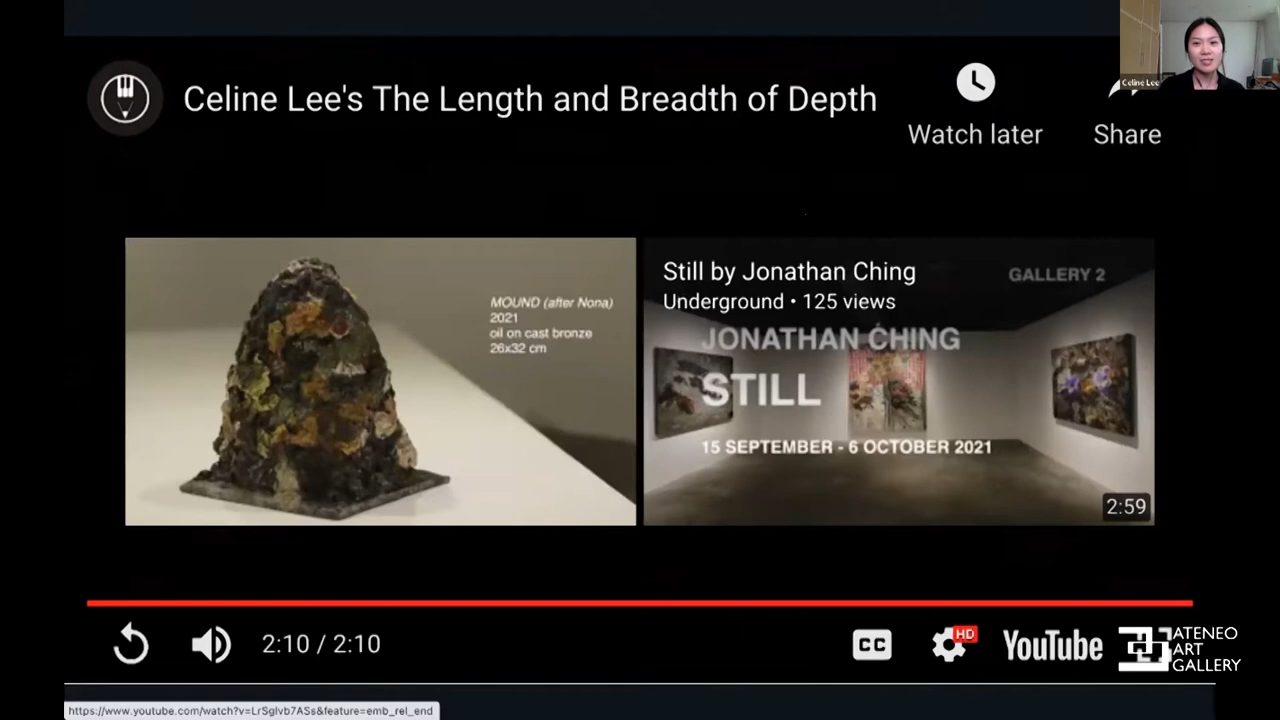 Celine Lee's The Length and Breadth of Depth
Watch later
Share
Celine Lee
MOUND (after Nona)
2021
oil on cast bronze
26x32 cm
Still by Jonathan Ching
Underground • 125 views
GALLERY 2
JONATHAN CHING
STILL
15 SEPTEMBER - 6 OCTOBER 2021
2:59
2:10 / 2:10
CC
HD
YouTube
ATENEO
ART
GALLERY
https://www.youtube.com/watch?v=LrSglvb7ASs&feature=emb_rel_end